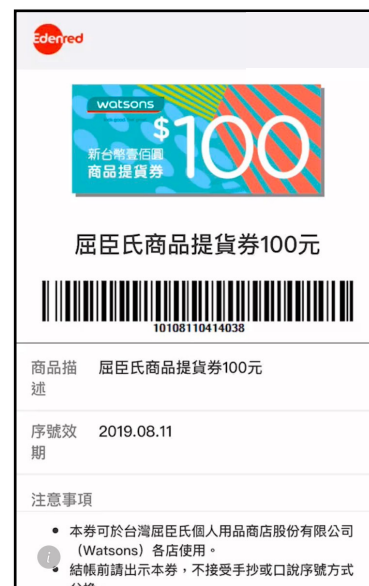 Edenred
watsons
$100
新台幣壹佰圓
商品提貨券
屈臣氏商品提貨券100元
10108110414038
商品描述 屈臣氏商品提貨券100元
序號效期 2019.08.11
注意事項
• 本券可於台灣屈臣氏個人用品商店股份有限公司
（Watsons）各店使用。
• 結帳前請出示本券，不接受手抄或口說序號方式